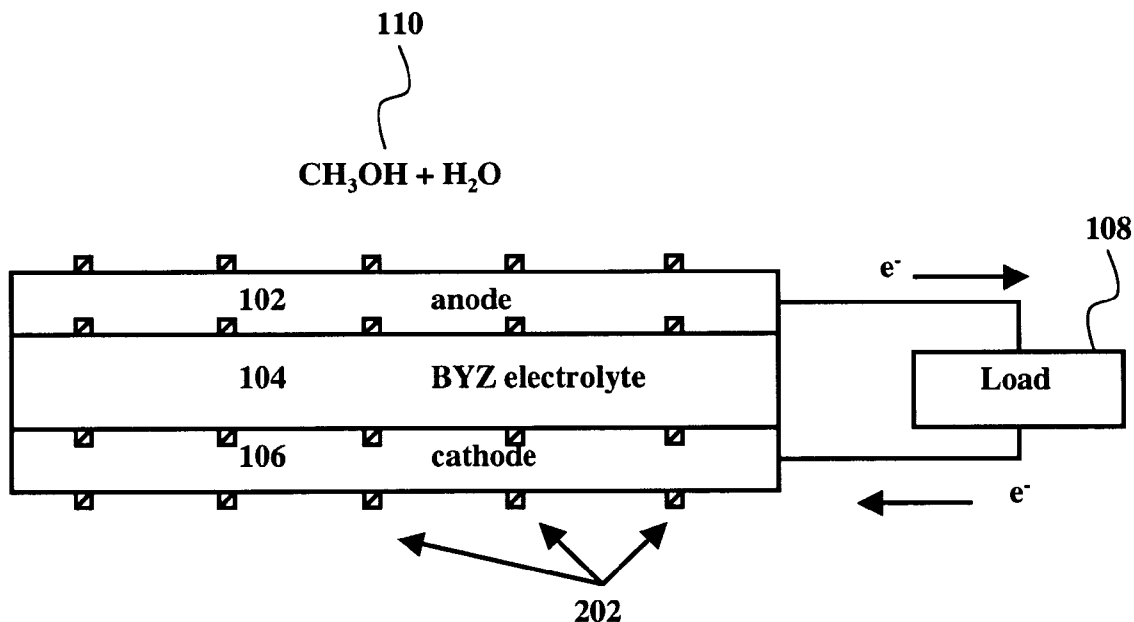 110
CH₃OH + H₂O
108
e⁻
102 anode
104 BYZ electrolyte
Load
106 cathode
e⁻
202